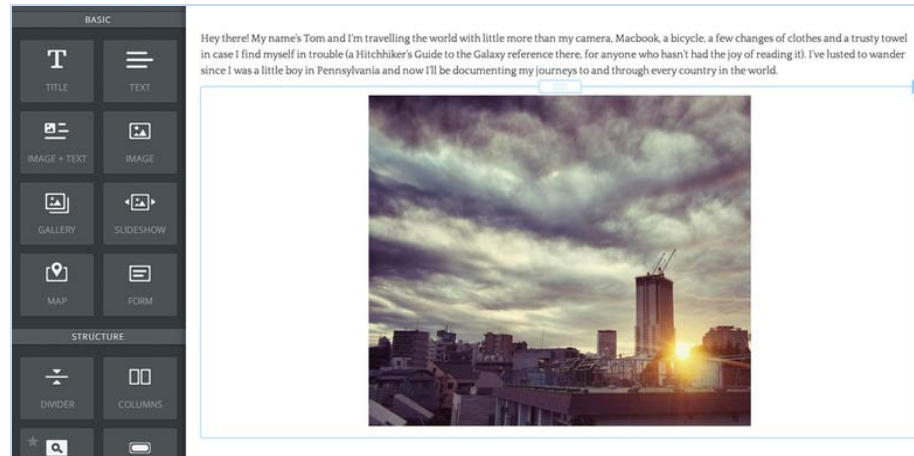 BASIC
TITLE
TEXT
IMAGE + TEXT
IMAGE
GALLERY
SLIDESHOW
MAP
FORM
STRUCTURE
DIVIDER
COLUMNS
Hey there! My name's Tom and I'm travelling the world with little more than my camera, Macbook, a bicycle, a few changes of clothes and a trusty towel
in case I find myself in trouble (a Hitchhiker's Guide to the Galaxy reference there, for anyone who hasn't had the joy of reading it). I've lusted to wander
since I was a little boy in Pennsylvania and now I'll be documenting my journeys to and through every country in the world.